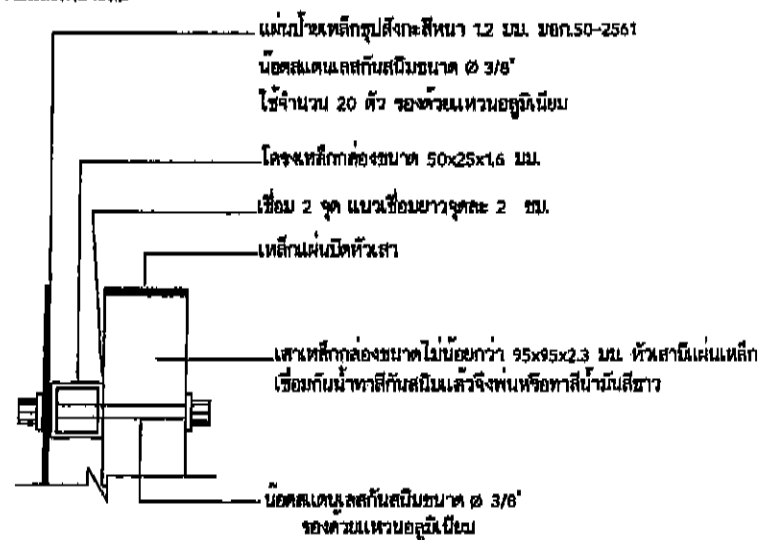 แผ่นป้ายเหล็กชุปสังกะสีหนา 1.2 มม. มอก.50-2561
น๊อตสแตนเลสกันสนิมขนาด Ø 3/8"
ใช้จำนวน 20 ตัว รองด้วยแหวนอลูมิเนียม
โครงเหล็กกล่องขนาด 50x25x1.6 มม.
เชื่อม 2 จุด แนวเชื่อมยาวจุดละ 2 ซม.
เหล็กแผ่นปิดหัวเสา
เสาเหล็กกล่องขนาดไม่น้อยกว่า 95x95x2.3 มม. หัวเสามีแผ่นเหล็ก
เชื่อมกันน้ำทาสีกันสนิมแล้วจึงพ่นหรือทาสีน้ำมันสีขาว
น๊อตสแตนเลสกันสนิมขนาด Ø 3/8"
รองด้วยแหวนอลูมิเนียม